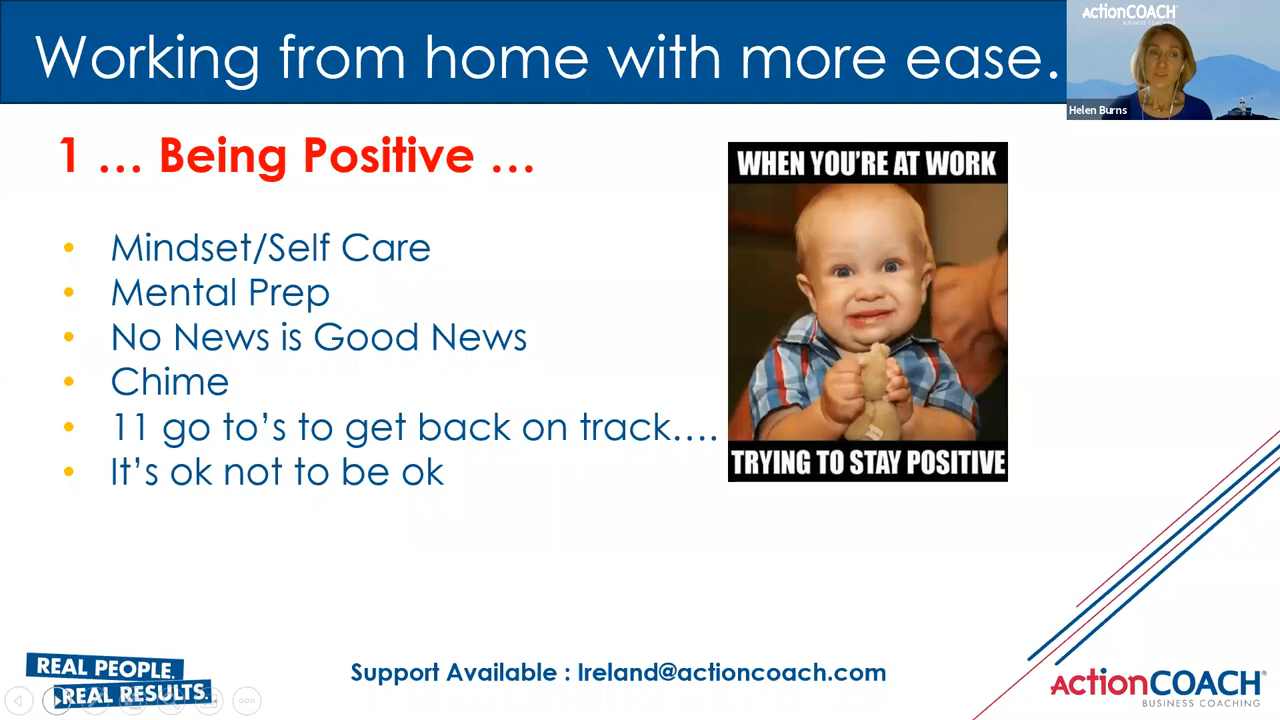 Working from home with more ease.
actionCOACH
BUSINESS COACHING
Helen Burns
1 ... Being Positive ...
WHEN YOU'RE AT WORK
• Mindset/Self Care
• Mental Prep
• No News is Good News
• Chime
• 11 go to's to get back on track....
• It's ok not to be ok
TRYING TO STAY POSITIVE
REAL PEOPLE.
REAL RESULTS.
Support Available : Ireland@actioncoach.com
ActionCOACH®
BUSINESS COACHING